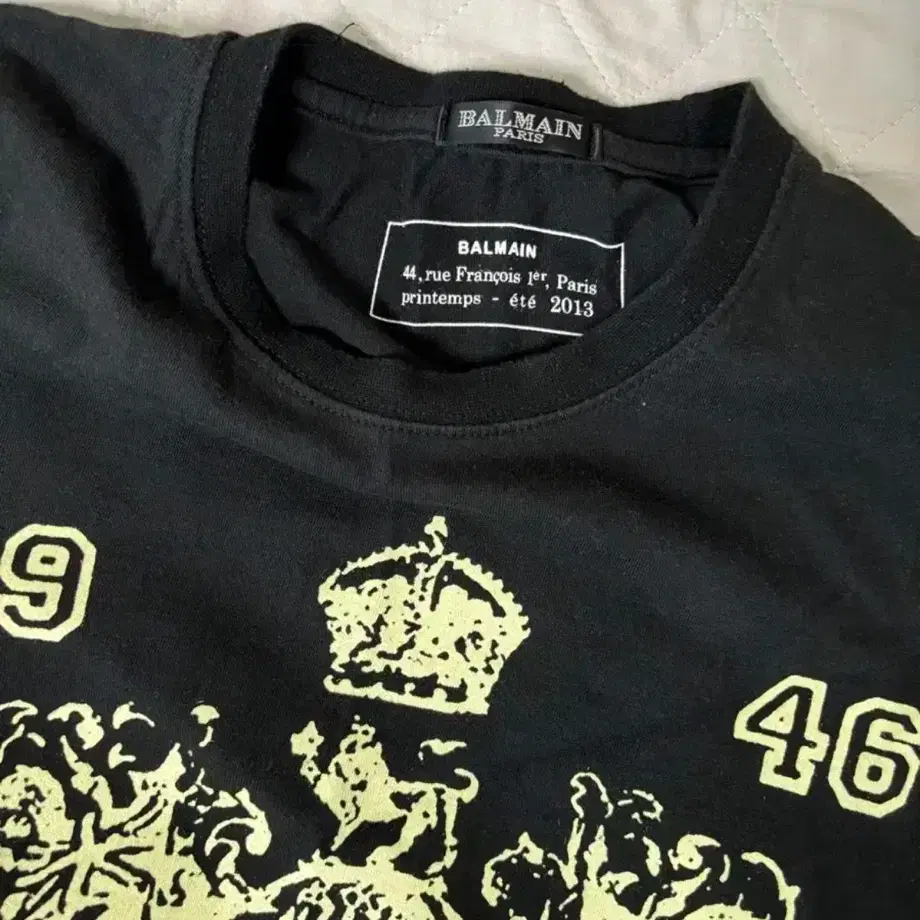 BALMAIN
PARIS
BALMAIN
44, rue François 1er, Paris
printemps - été 2013
9
46